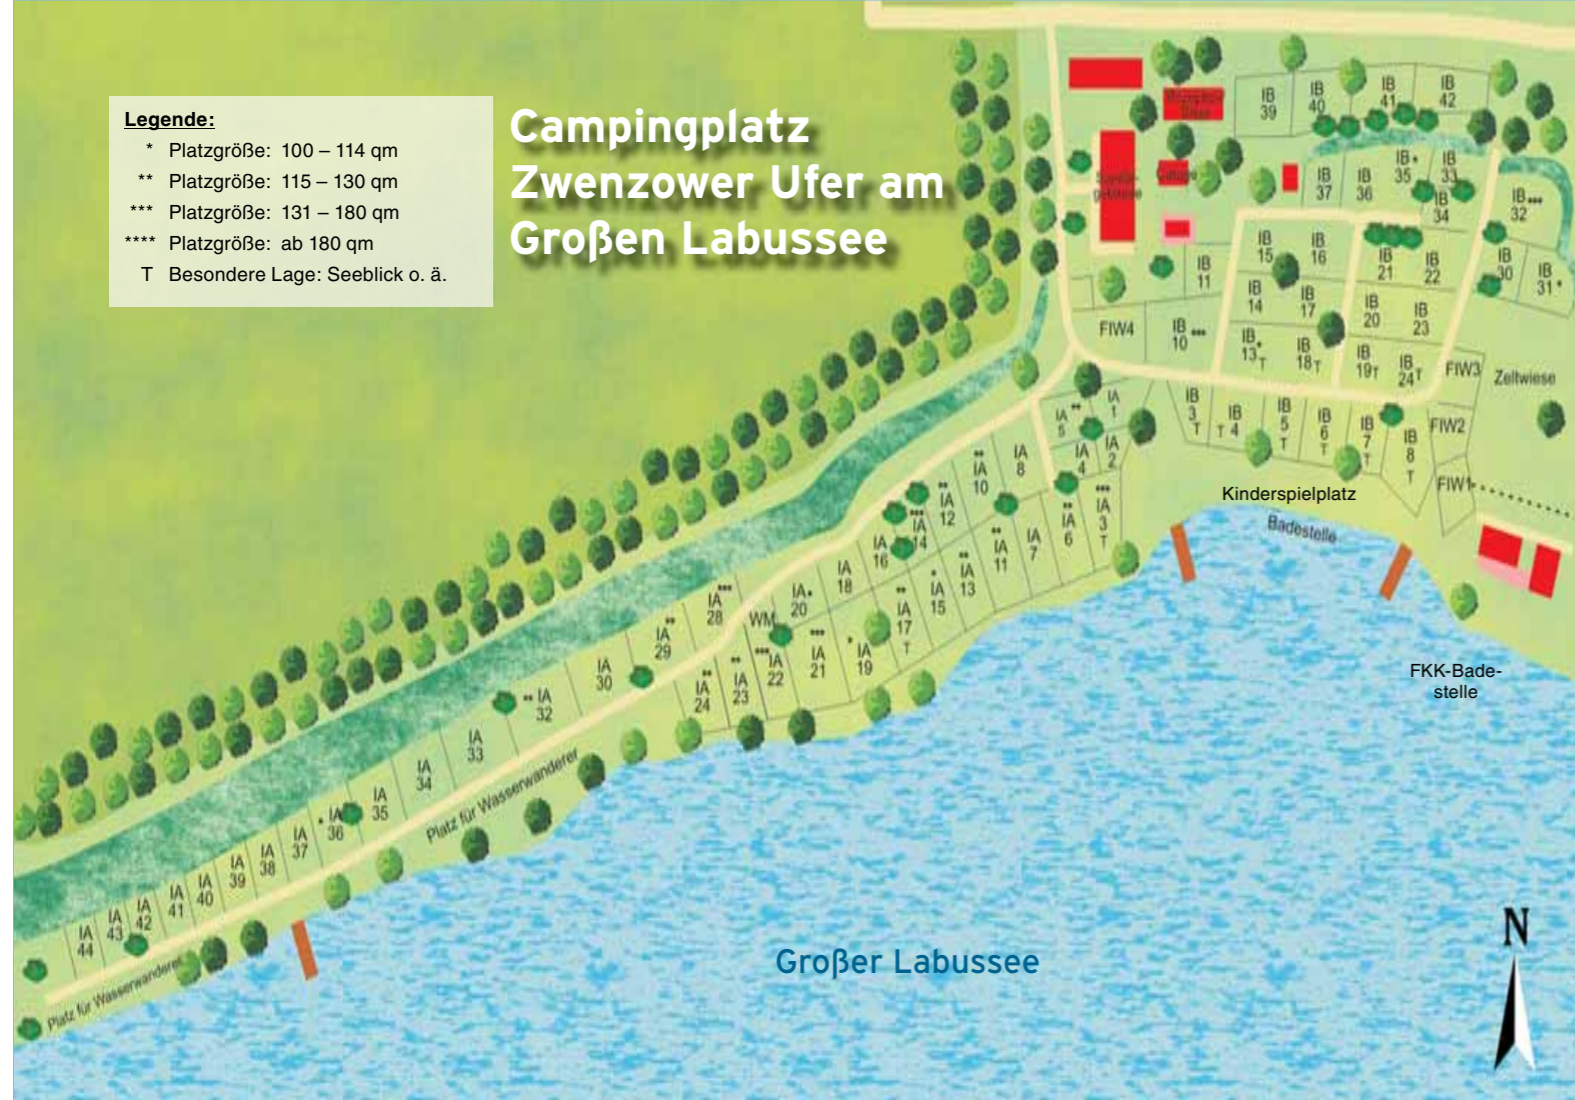 Legende:
* Platzgröße: 100 – 114 qm
** Platzgröße: 115 – 130 qm
*** Platzgröße: 131 – 180 qm
**** Platzgröße: ab 180 qm
T Besondere Lage: Seeblick o. ä.
Campingplatz
Zwenzower Ufer am
Großen Labussee
IB
39
IB
40
IB
41
IB
42
IB
37
IB
36
IB *
35
IB
33
IB
34
IB ***
32
IB
30
IB
31 *
IB
15
IB
16
IB
21
IB
22
IB
11
IB
14
IB
17
IB
20
IB
23
FIW4
IB ***
10
IB *
13 T
IB
18 T
IB
19 T
IB
24 T
FIW3
Zeltwiese
IB
3
T
IB
T 4
IB
5
T
IB
6
T
IB
7
T
IB
8
T
FIW2
FIW1
Kinderspielplatz
Badestelle
FKK-Bade-
stelle
IA **
5
IA
1
IA
4
IA
2
***
IA
3
T
**
IA
6
IA
7
IA
8
**
IA
10
**
IA
11
**
IA
12
**
IA
13
***
IA
14
*
IA
15
IA
16
**
IA
17
T
IA
18
* IA
19
IA *
20
***
IA
21
*** IA
22
**
IA
23
**
IA
24
WM
IA ***
28
IA **
29
IA
30
** IA
32
IA
33
IA
34
IA
35
* IA
36
IA
37
IA
38
IA
39
IA
40
IA
41
IA
42
IA
43
IA
44
Platz für Wasserwanderer
Platz für Wasserwanderer
Großer Labussee
N